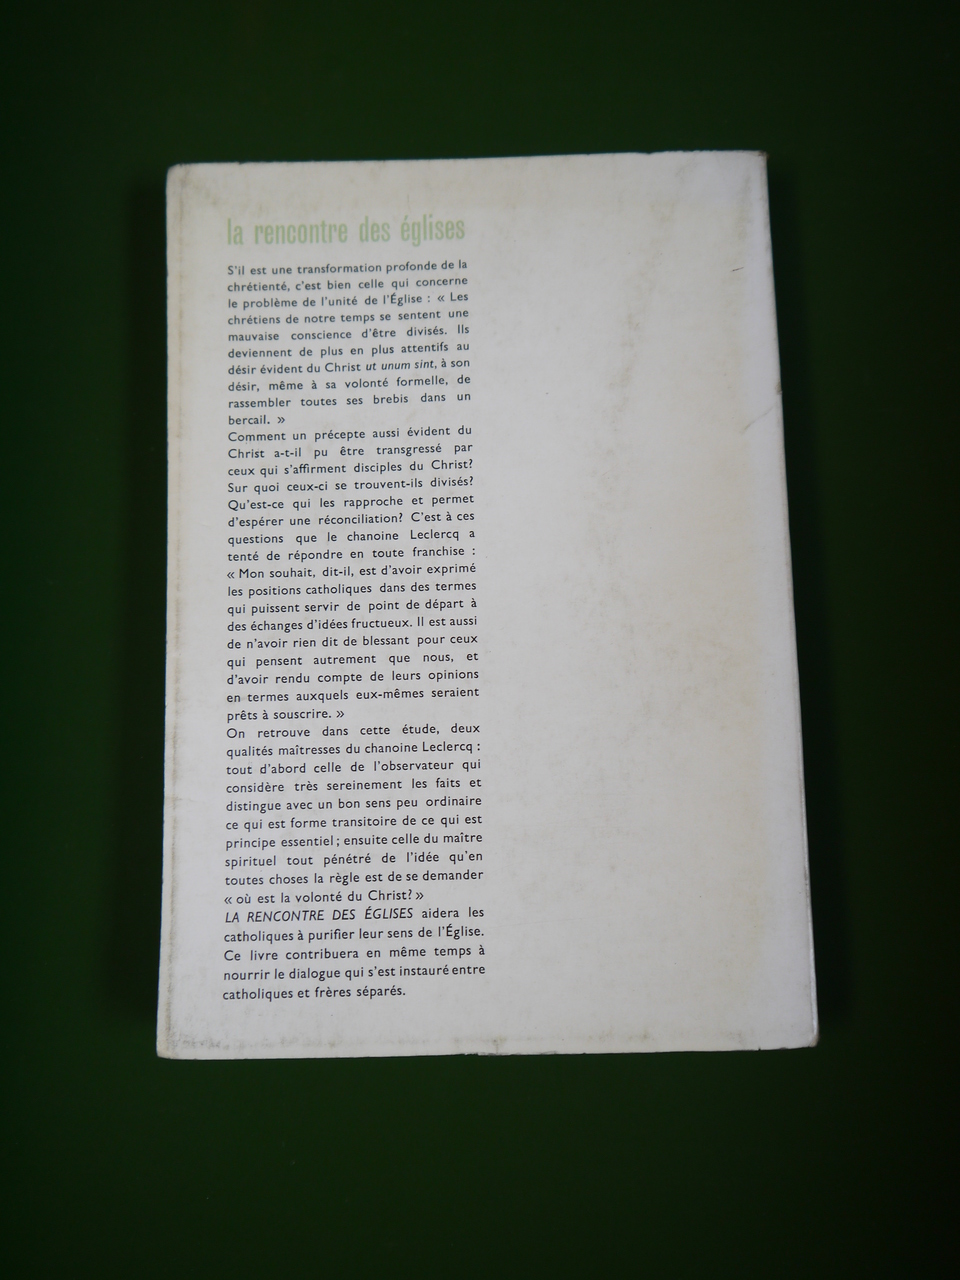 la rencontre des églises
S'il est une transformation profonde de la
chrétienté, c'est bien celle qui concerne
le problème de l'unité de l'Église : « Les
chrétiens de notre temps se sentent une
mauvaise conscience d'être divisés. Ils
deviennent de plus en plus attentifs au
désir évident du Christ ut unum sint, à son
désir, même à sa volonté formelle, de
rassembler toutes ses brebis dans un
bercail. »
Comment un précepte aussi évident du
Christ a-t-il pu être transgressé par
ceux qui s'affirment disciples du Christ?
Sur quoi ceux-ci se trouvent-ils divisés?
Qu'est-ce qui les rapproche et permet
d'espérer une réconciliation? C'est à ces
questions que le chanoine Leclercq a
tenté de répondre en toute franchise :
« Mon souhait, dit-il, est d'avoir exprimé
les positions catholiques dans des termes
qui puissent servir de point de départ à
des échanges d'idées fructueux. Il est aussi
de n'avoir rien dit de blessant pour ceux
qui pensent autrement que nous, et
d'avoir rendu compte de leurs opinions
en termes auxquels eux-mêmes seraient
prêts à souscrire. »
On retrouve dans cette étude, deux
qualités maîtresses du chanoine Leclercq :
tout d'abord celle de l'observateur qui
considère très sereinement les faits et
distingue avec un bon sens peu ordinaire
ce qui est forme transitoire de ce qui est
principe essentiel ; ensuite celle du maître
spirituel tout pénétré de l'idée qu'en
toutes choses la règle est de se demander
« où est la volonté du Christ? »
LA RENCONTRE DES ÉGLISES aidera les
catholiques à purifier leur sens de l'Église.
Ce livre contribuera en même temps à
nourrir le dialogue qui s'est instauré entre
catholiques et frères séparés.